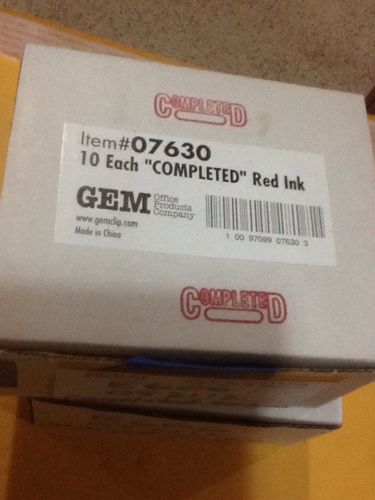 COMPLETED
Item#07630
10 Each "COMPLETED" Red Ink
GEM Office Products Company
www.gemclip.com
Made in China
1 00 97099 07630 3
COMPLETED